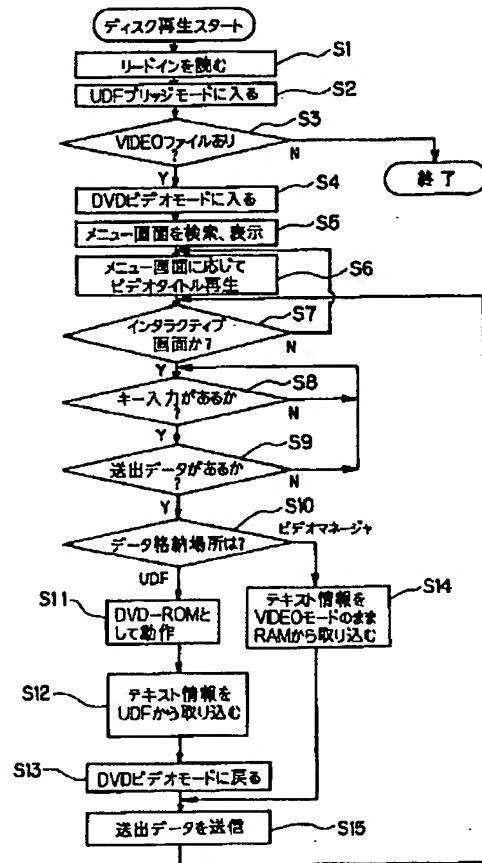 ディスク再生スタート
S1
リードインを読む
S2
UDFブリッジモードに入る
S3
VIDEOファイルあり
?
N
Y
終了
S4
DVDビデオモードに入る
S5
メニュー画面を検索、表示
S6
メニュー画面に応じて
ビデオタイトル再生
S7
インタラクティブ
画面か?
N
Y
S8
キー入力があるか
?
N
Y
S9
送出データがあるか
?
N
Y
S10
データ格納場所は?
ビデオマネージャ
UDF
S11
DVD-ROMと
して動作
S14
テキスト情報を
VIDEOモードのまま
RAMから取り込む
S12
テキスト情報を
UDFから取り込む
S13
DVDビデオモードに戻る
S15
送出データを送信